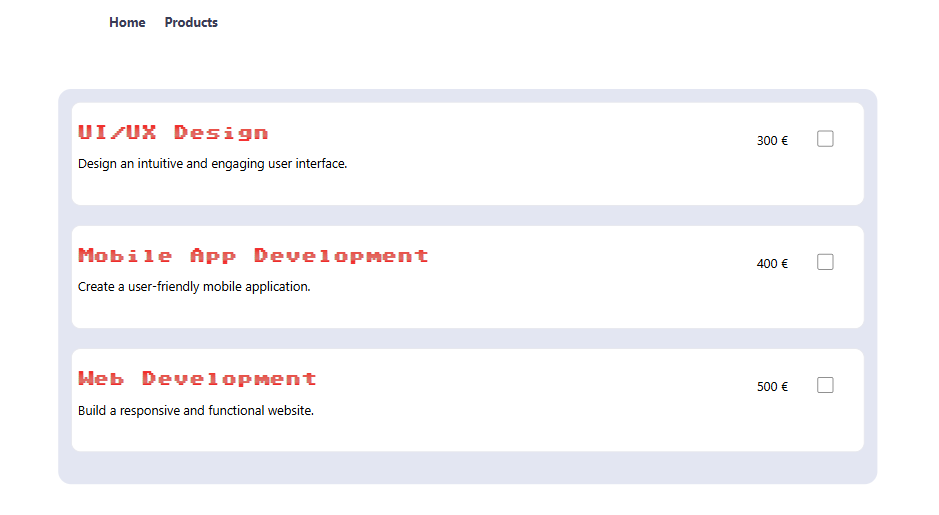 Home Products
UI/UX Design
300 €
Design an intuitive and engaging user interface.
Mobile App Development
400 €
Create a user-friendly mobile application.
Web Development
500 €
Build a responsive and functional website.